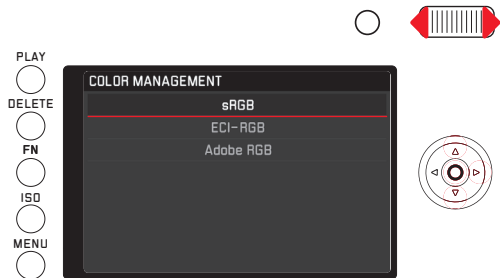 PLAY
DELETE
FN
ISO
MENU
COLOR MANAGEMENT
sRGB
ECI-RGB
Adobe RGB